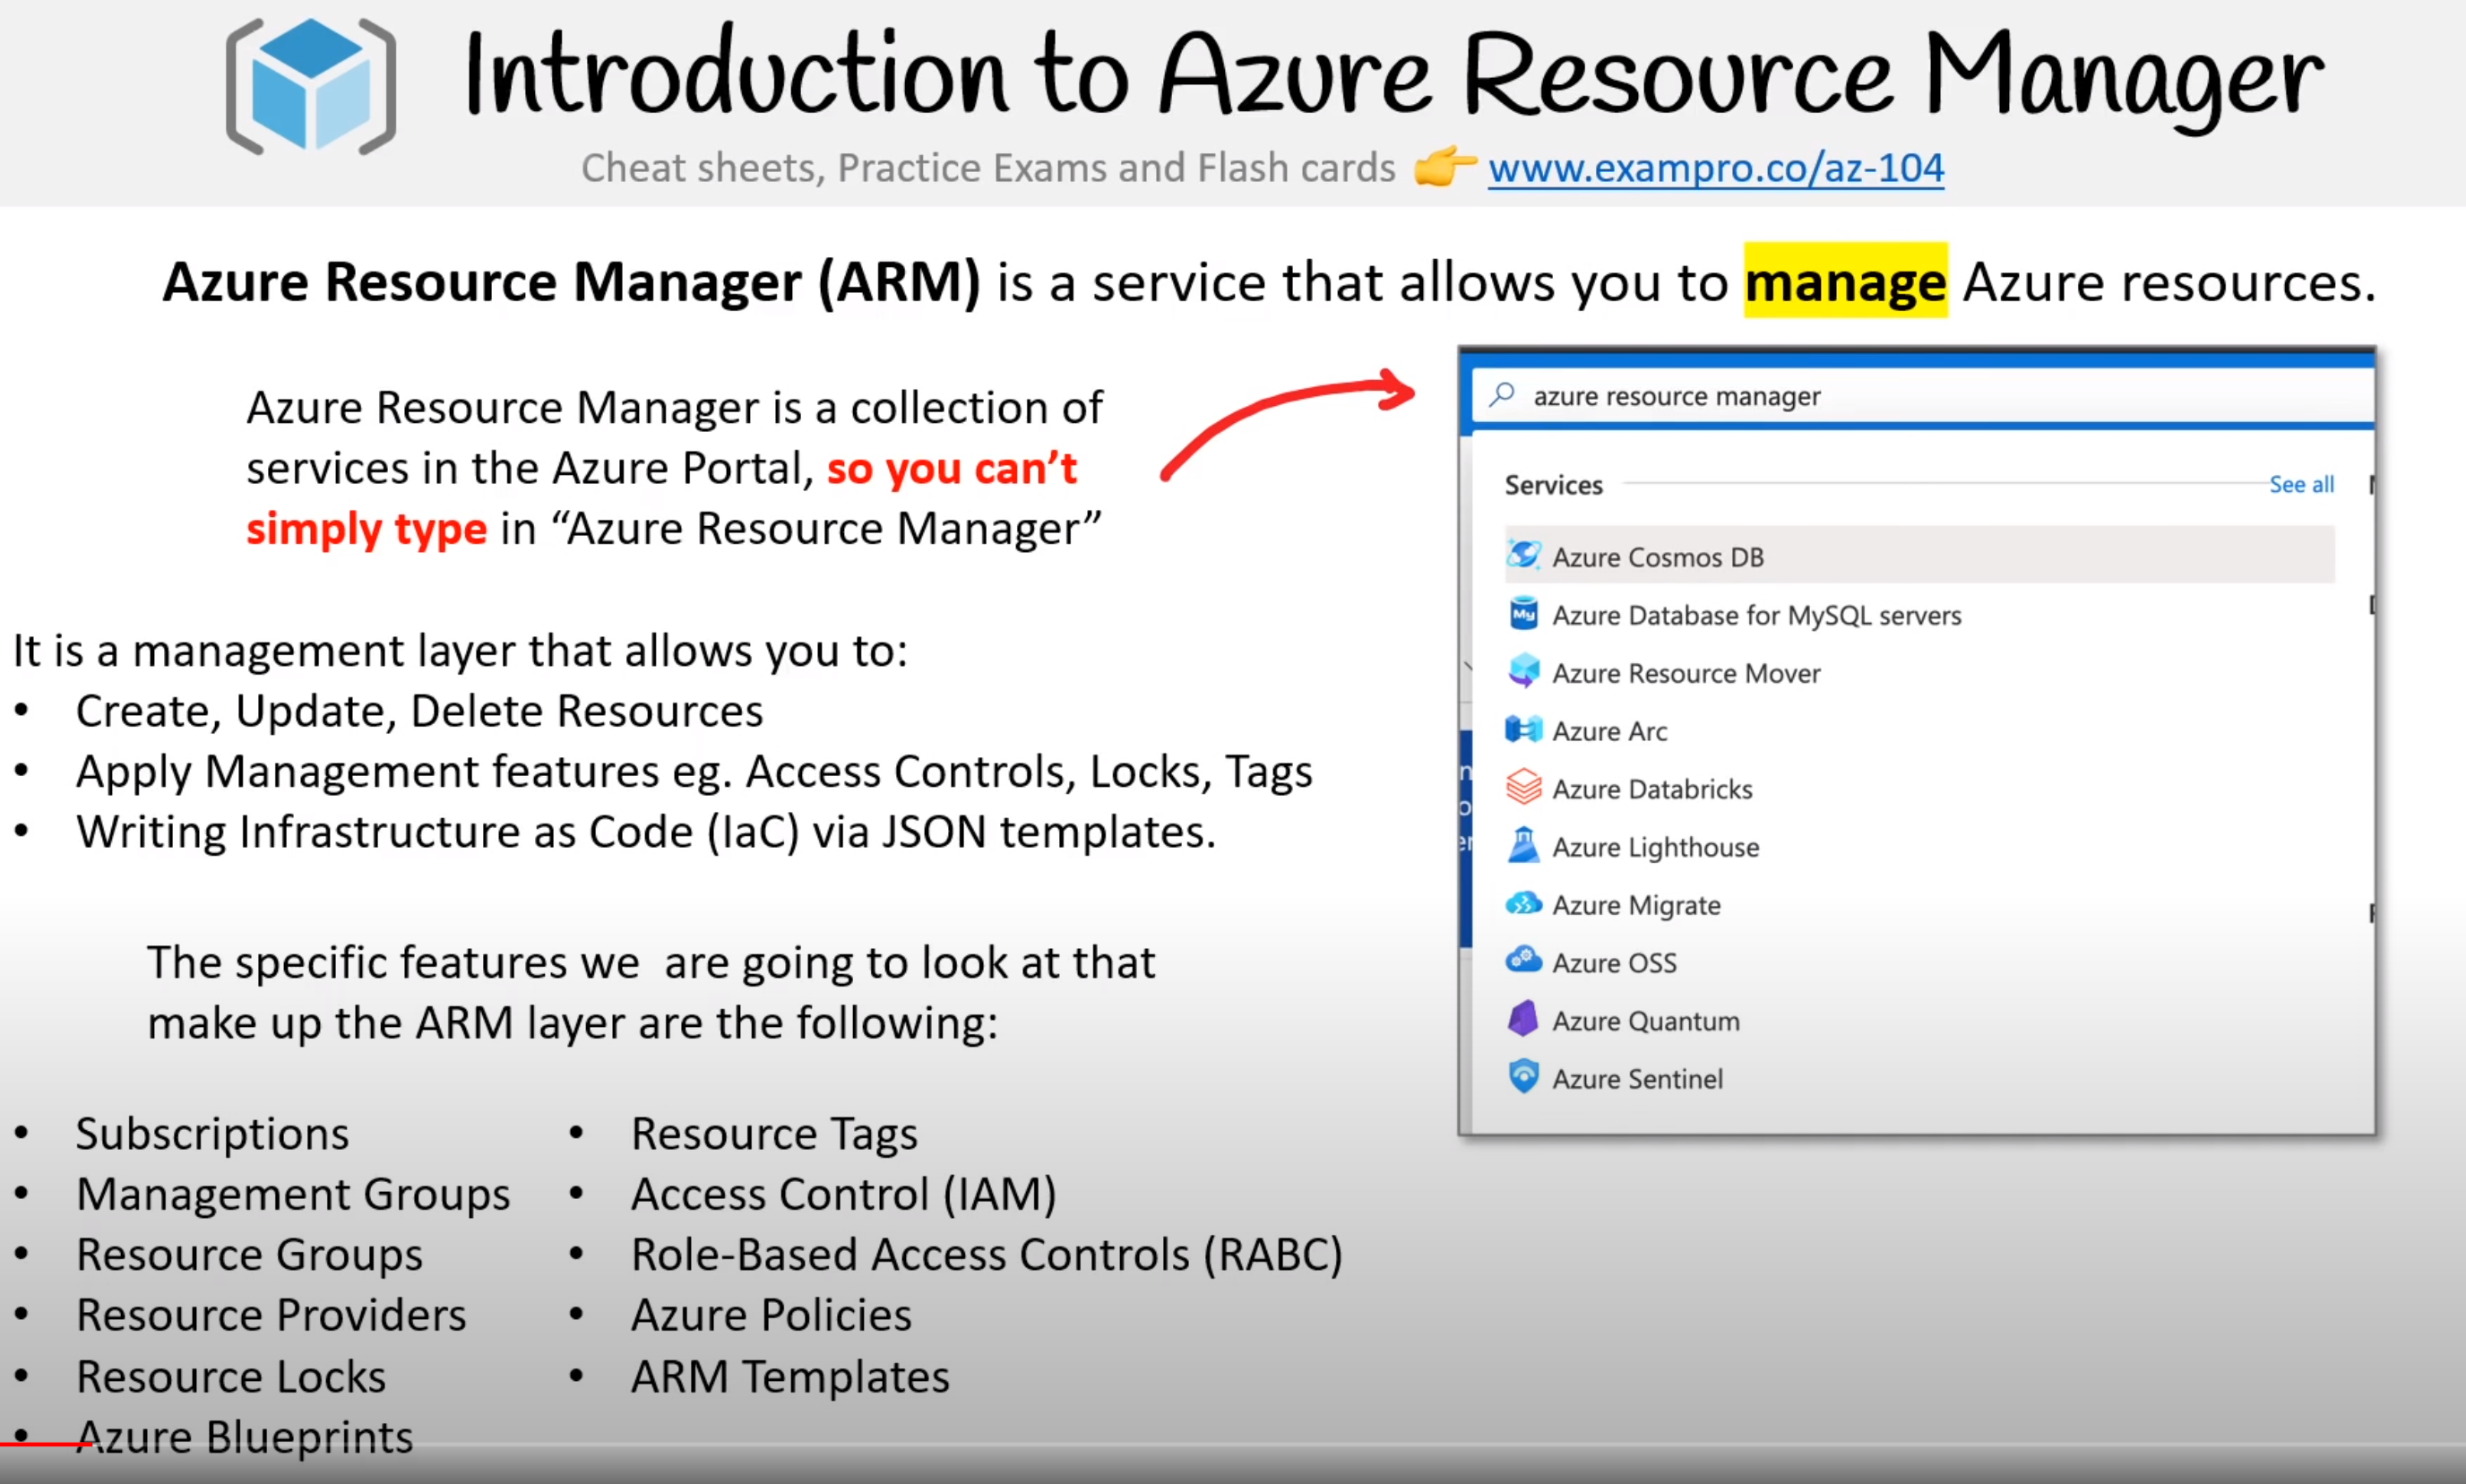 Introduction to Azure Resource Manager
Cheat sheets, Practice Exams and Flash cards 👉 www.exampro.co/az-104
Azure Resource Manager (ARM) is a service that allows you to manage Azure resources.
Azure Resource Manager is a collection of
services in the Azure Portal, so you can’t
simply type in “Azure Resource Manager”
It is a management layer that allows you to:
• Create, Update, Delete Resources
• Apply Management features eg. Access Controls, Locks, Tags
• Writing Infrastructure as Code (IaC) via JSON templates.
The specific features we are going to look at that
make up the ARM layer are the following:
• Subscriptions
• Management Groups
• Resource Groups
• Resource Providers
• Resource Locks
• Azure Blueprints
• Resource Tags
• Access Control (IAM)
• Role-Based Access Controls (RABC)
• Azure Policies
• ARM Templates
azure resource manager
Services
See all
Azure Cosmos DB
My
Azure Database for MySQL servers
Azure Resource Mover
Azure Arc
Azure Databricks
Azure Lighthouse
Azure Migrate
Azure OSS
Azure Quantum
Azure Sentinel